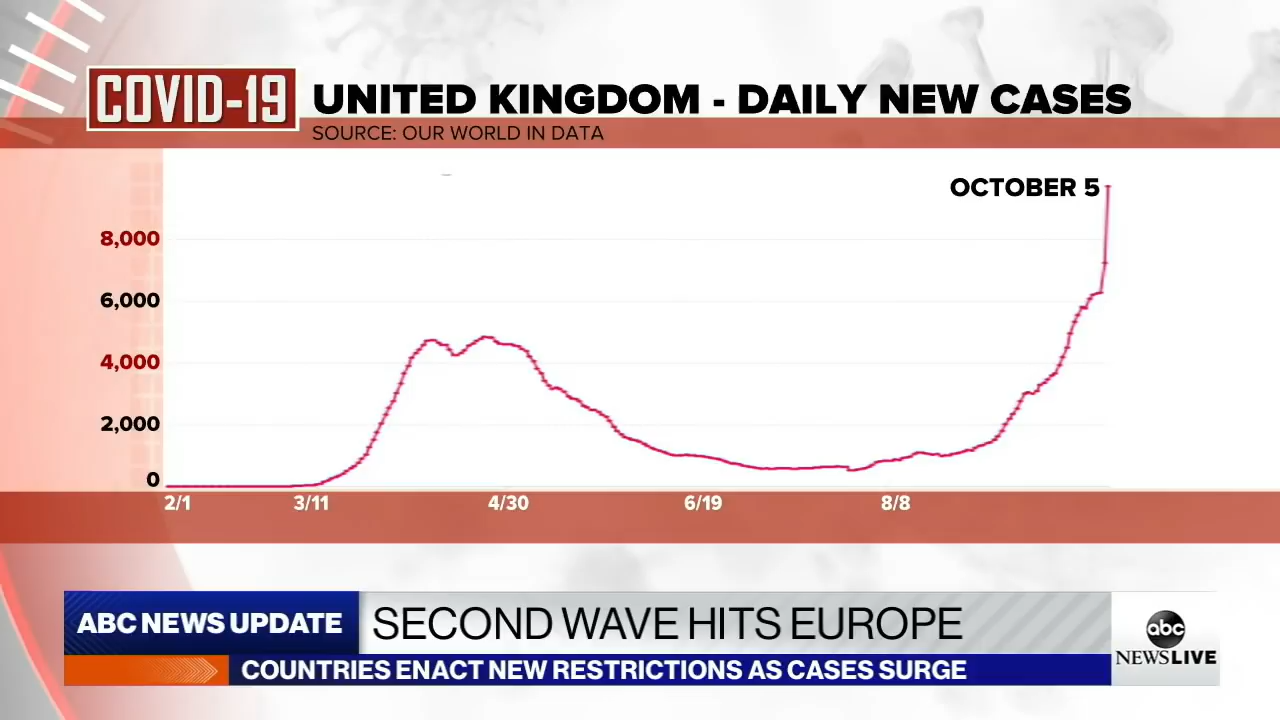 COVID-19
UNITED KINGDOM - DAILY NEW CASES
SOURCE: OUR WORLD IN DATA
OCTOBER 5
8,000
6,000
4,000
2,000
0
2/1 3/11 4/30 6/19 8/8
ABC NEWS UPDATE
SECOND WAVE HITS EUROPE
COUNTRIES ENACT NEW RESTRICTIONS AS CASES SURGE
abc
NEWSLIVE